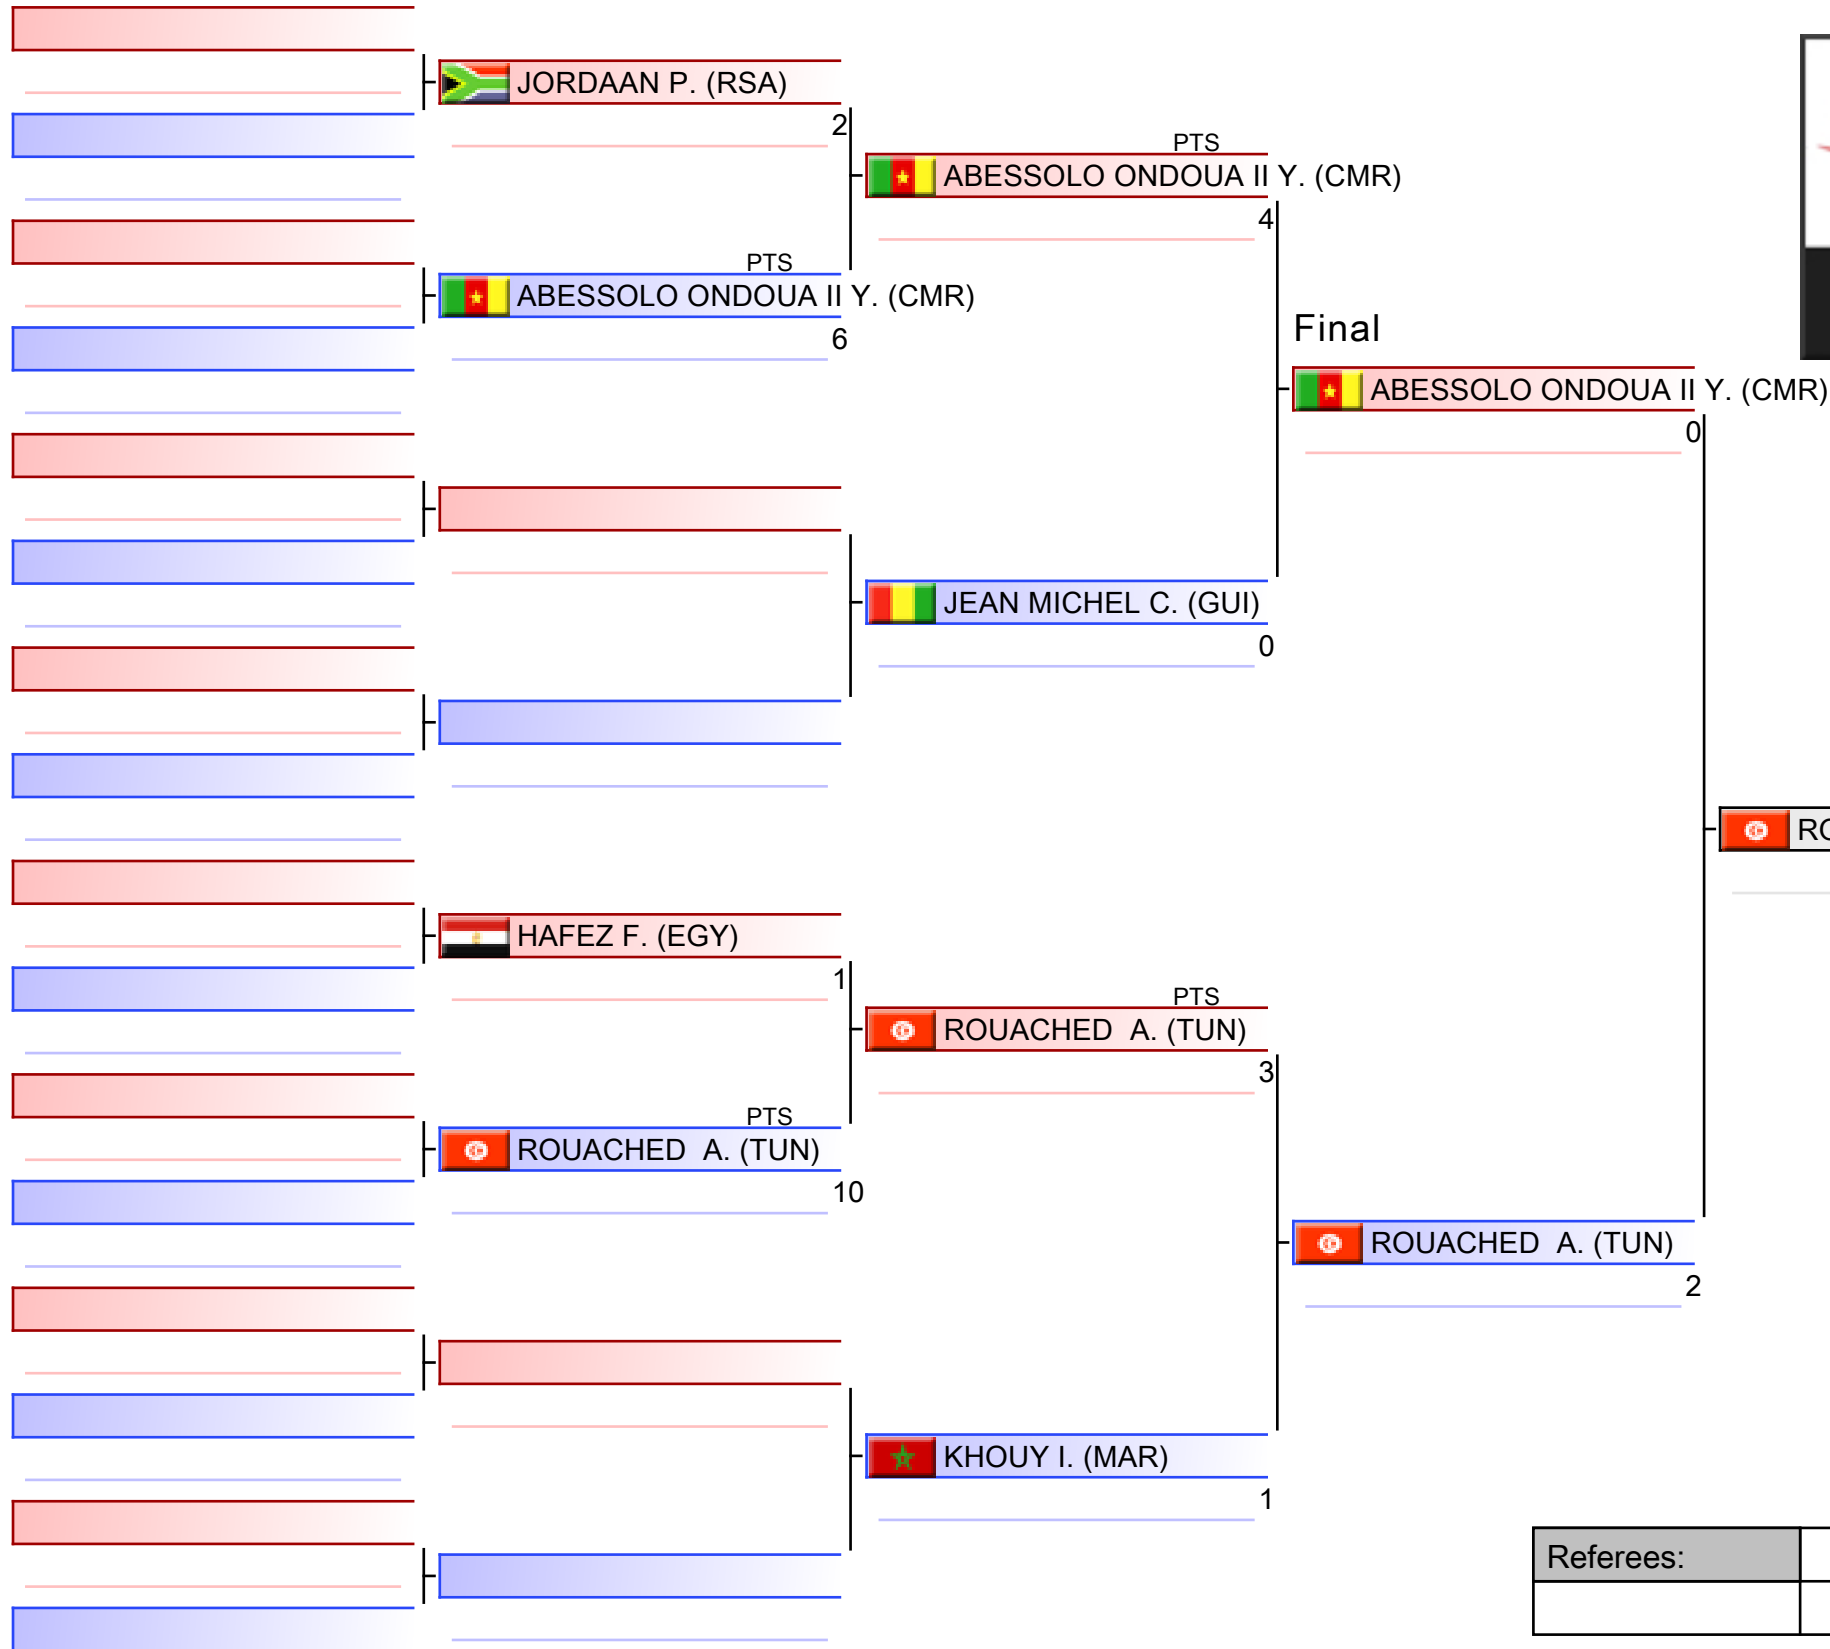 JORDAAN P. (RSA)
2
PTS
ABESSOLO ONDOUA II Y. (CMR)
6
PTS
ABESSOLO ONDOUA II Y. (CMR)
4
JEAN MICHEL C. (GUI)
0
Final
ABESSOLO ONDOUA II Y. (CMR)
0
HAFEZ F. (EGY)
1
PTS
ROUACHED A. (TUN)
10
PTS
ROUACHED A. (TUN)
3
KHOUY I. (MAR)
1
ROUACHED A. (TUN)
2
Referees: